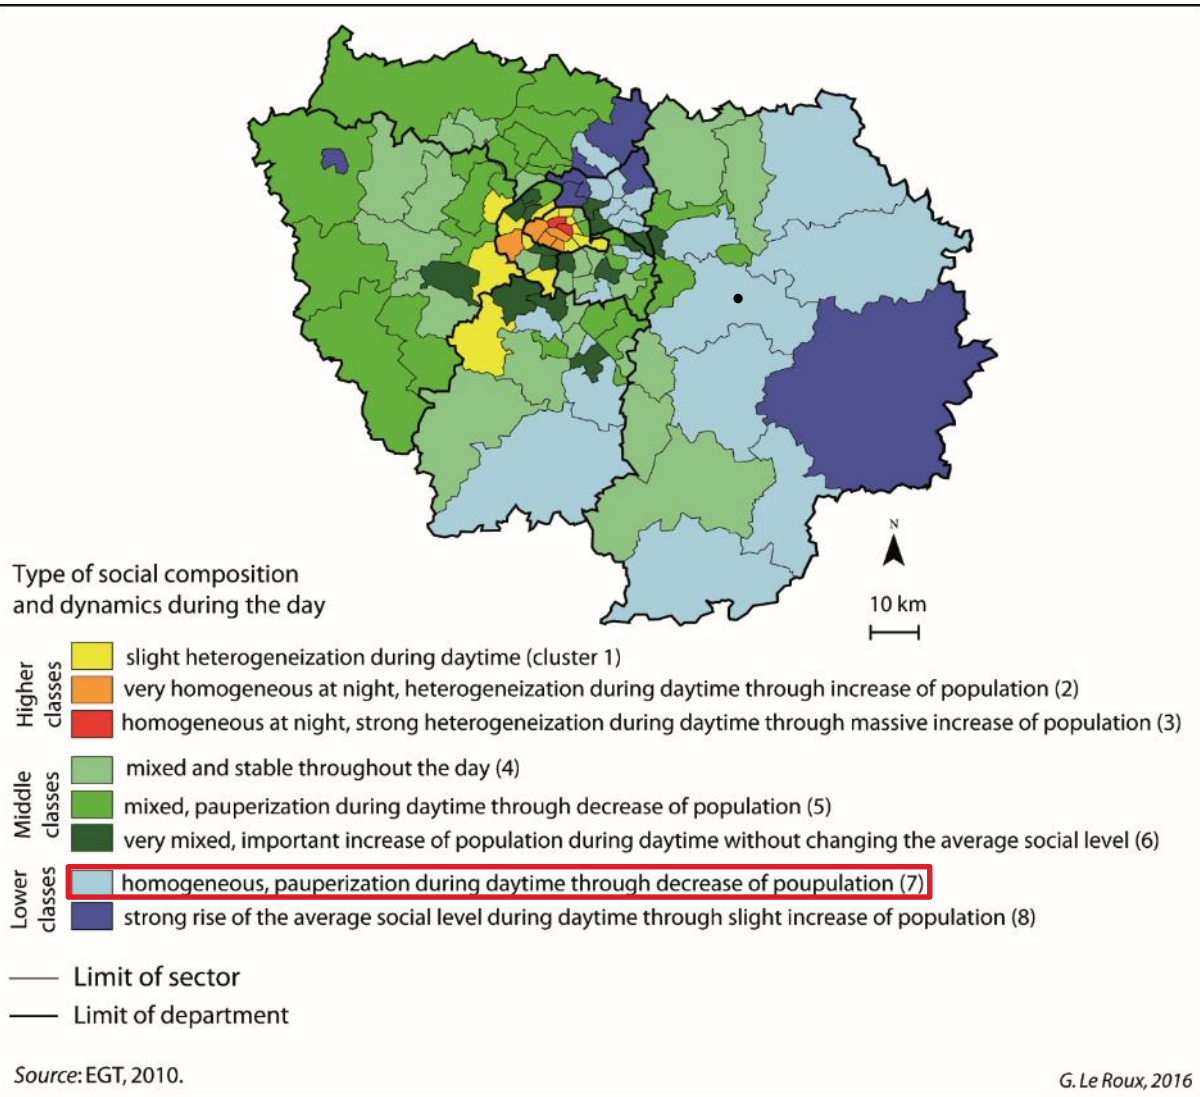 N
10 km
Type of social composition
and dynamics during the day
Higher
classes
slight heterogeneization during daytime (cluster 1)
very homogeneous at night, heterogeneization during daytime through increase of population (2)
homogeneous at night, strong heterogeneization during daytime through massive increase of population (3)
Middle
classes
mixed and stable throughout the day (4)
mixed, pauperization during daytime through decrease of population (5)
very mixed, important increase of population during daytime without changing the average social level (6)
Lower
classes
homogeneous, pauperization during daytime through decrease of poupulation (7)
strong rise of the average social level during daytime through slight increase of population (8)
Limit of sector
Limit of department
Source: EGT, 2010.
G. Le Roux, 2016